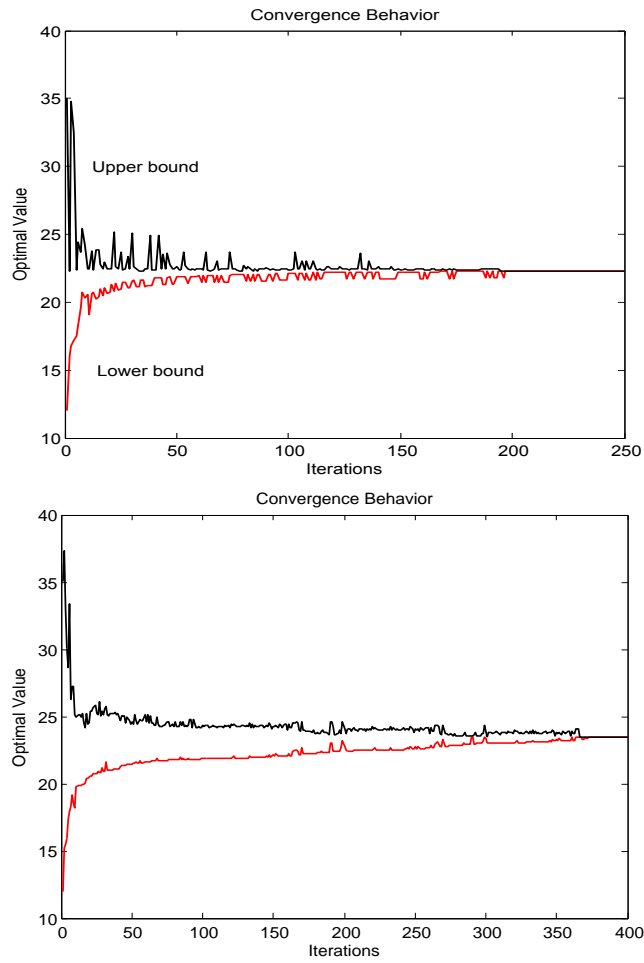 Convergence Behavior
40
35
30
25
20
15
10
Optimal Value
Upper bound
Lower bound
0 50 100 150 200 250
Iterations
Convergence Behavior
40
35
30
25
20
15
10
Optimal Value
0 50 100 150 200 250 300 350 400
Iterations